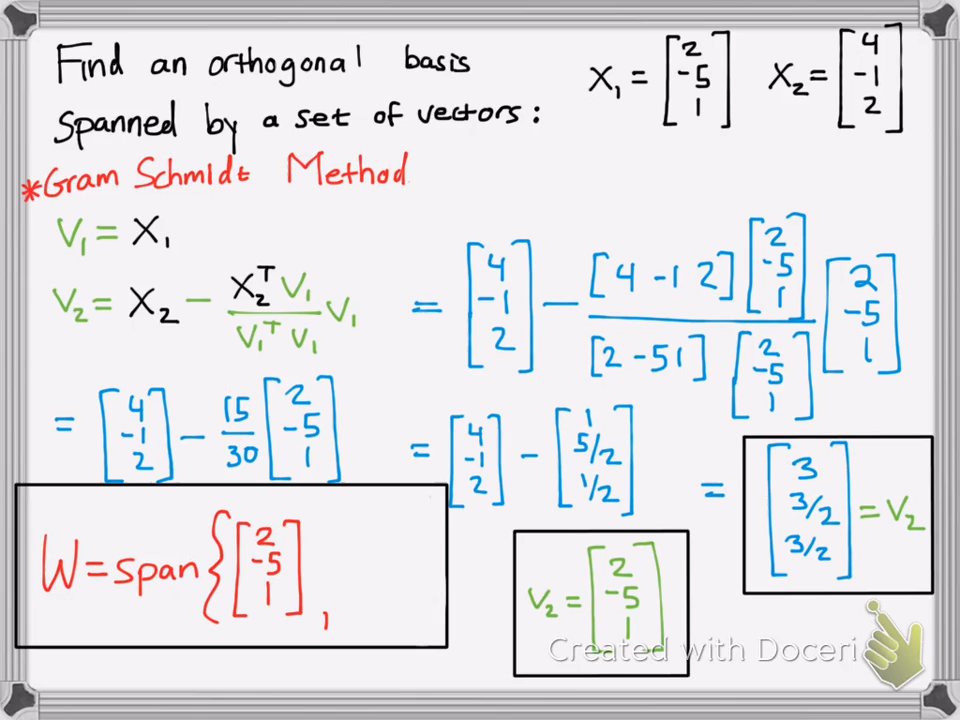 Find an orthogonal basis
spanned by a set of vectors:
X₁ = [2 -5 1] X₂ = [4 -1 2]
*Gram Schmidt Method
V₁ = X₁
V₂ = X₂ - (X₂ᵀ V₁)/(V₁ᵀ V₁) V₁ = [4 -1 2] - ([4 -1 2] [2 -5 1])/([2 -5 1] [2 -5 1]) [2 -5 1]
= [4 -1 2] - 15/30 [2 -5 1] = [4 -1 2] - [1 5/2 1/2] = [3 3/2 3/2] = V₂
W = span { [2 -5 1] ,
V₂ = [2 -5 1]
Created with Doceri